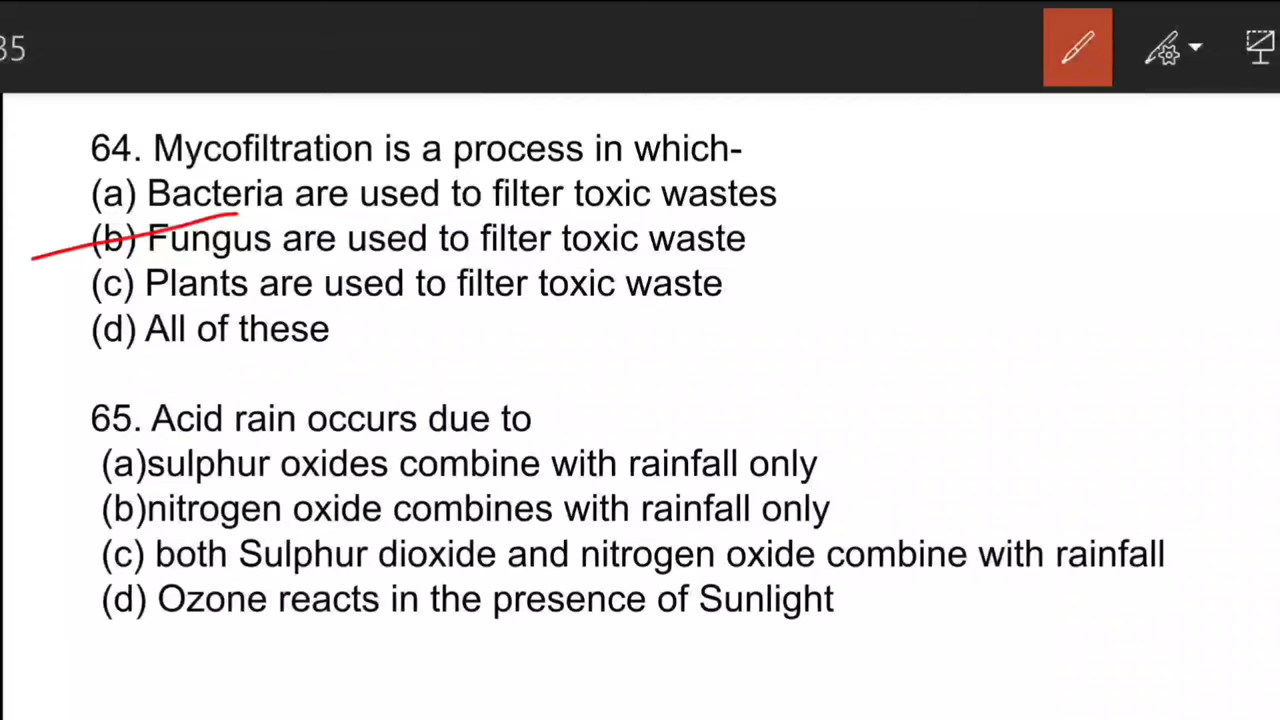 35
64. Mycofiltration is a process in which-
(a) Bacteria are used to filter toxic wastes
(b) Fungus are used to filter toxic waste
(c) Plants are used to filter toxic waste
(d) All of these
65. Acid rain occurs due to
(a)sulphur oxides combine with rainfall only
(b)nitrogen oxide combines with rainfall only
(c) both Sulphur dioxide and nitrogen oxide combine with rainfall
(d) Ozone reacts in the presence of Sunlight